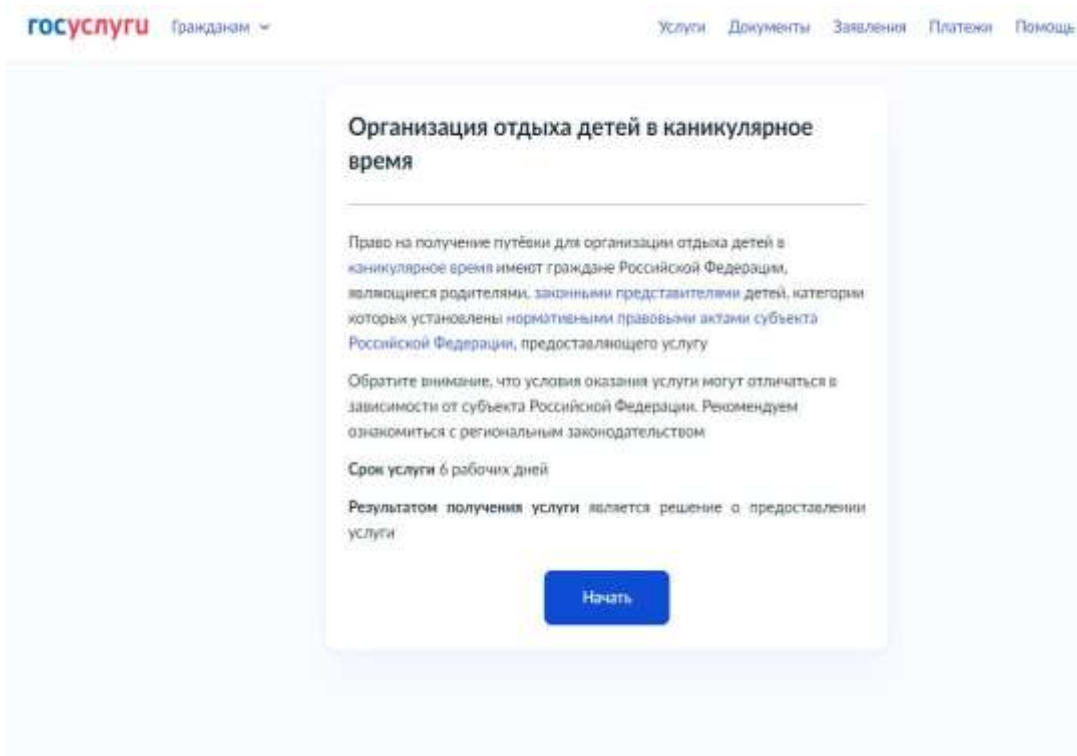 госуслуги Гражданам Услуги Документы Заявления Платежи Помощь
Организация отдыха детей в каникулярное
время
Право на получение путёвки для организации отдыха детей в
каникулярное время имеют граждане Российской Федерации,
являющиеся родителями, законными представителями детей, категории
которых установлены нормативными правовыми актами субъекта
Российской Федерации, предоставляющего услугу
Обратите внимание, что условия оказания услуги могут отличаться в
зависимости от субъекта Российской Федерации. Рекомендуем
ознакомиться с региональным законодательством
Срок услуги 6 рабочих дней
Результатом получения услуги является решение о предоставлении
услуги
Начать